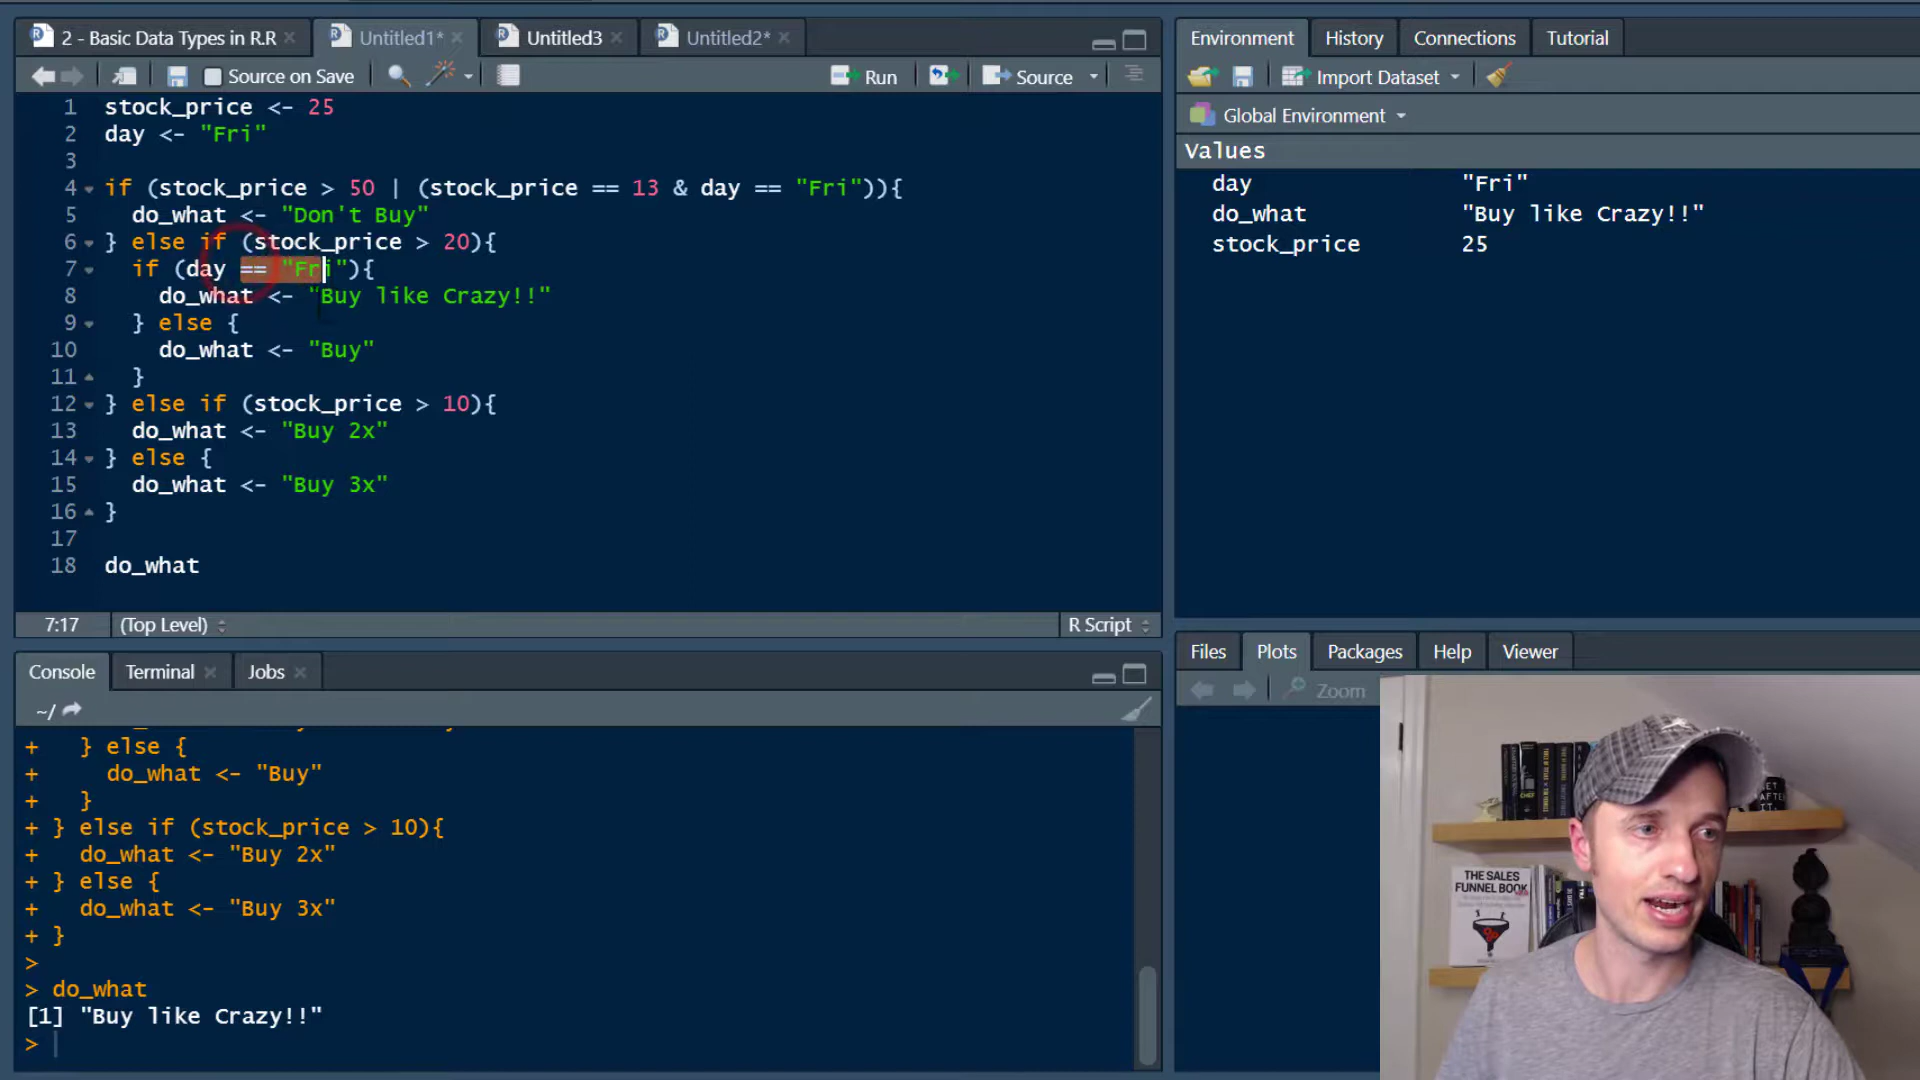 2 - Basic Data Types in R.R
Untitled1*
Untitled3
Untitled2*
Source on Save
Run
Source
1 stock_price <- 25
2 day <- "Fri"
3
4 if (stock_price > 50 | (stock_price == 13 & day == "Fri")){
5 do_what <- "Don't Buy"
6 } else if (stock_price > 20){
7 if (day == "Fri"){
8 do_what <- "Buy like Crazy!!"
9 } else {
10 do_what <- "Buy"
11 }
12 } else if (stock_price > 10){
13 do_what <- "Buy 2x"
14 } else {
15 do_what <- "Buy 3x"
16 }
17
18 do_what
7:17 (Top Level) R Script
Console Terminal Jobs
~/
+ } else {
+ do_what <- "Buy"
+ }
+ } else if (stock_price > 10){
+ do_what <- "Buy 2x"
+ } else {
+ do_what <- "Buy 3x"
+ }
>
> do_what
[1] "Buy like Crazy!!"
>
Environment History Connections Tutorial
Import Dataset
Global Environment
Values
day "Fri"
do_what "Buy like Crazy!!"
stock_price 25
Files Plots Packages Help Viewer
Zoom
THE SALES
FUNNEL BOOK